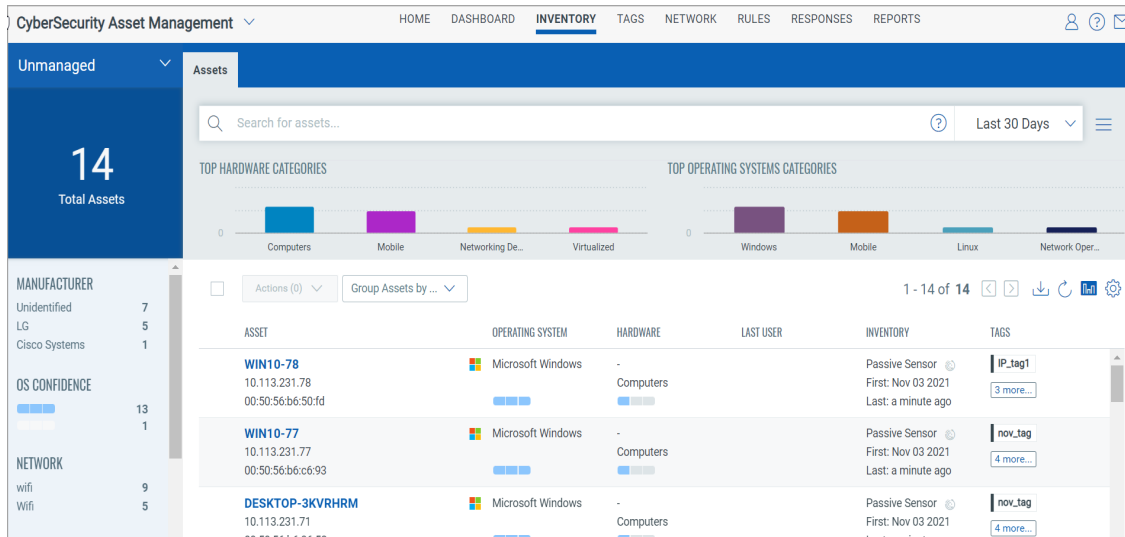 CyberSecurity Asset Management
HOME DASHBOARD INVENTORY TAGS NETWORK RULES RESPONSES REPORTS
Unmanaged
Assets
14
Total Assets
Search for assets...
Last 30 Days
TOP HARDWARE CATEGORIES
0
Computers Mobile Networking De... Virtualized
TOP OPERATING SYSTEMS CATEGORIES
0
Windows Mobile Linux Network Oper...
MANUFACTURER
Unidentified 7
LG 5
Cisco Systems 1
OS CONFIDENCE
13
1
NETWORK
wifi 9
Wifi 5
Actions (0) Group Assets by ... 1 - 14 of 14
ASSET OPERATING SYSTEM HARDWARE LAST USER INVENTORY TAGS
WIN10-78 Microsoft Windows - Passive Sensor IP_tag1
10.113.231.78 Computers First: Nov 03 2021 3 more...
00:50:56:b6:50:fd Last: a minute ago
WIN10-77 Microsoft Windows - Passive Sensor nov_tag
10.113.231.77 Computers First: Nov 03 2021 4 more...
00:50:56:b6:c6:93 Last: a minute ago
DESKTOP-3KVRHRM Microsoft Windows - Passive Sensor nov_tag
10.113.231.71 Computers First: Nov 03 2021 4 more...